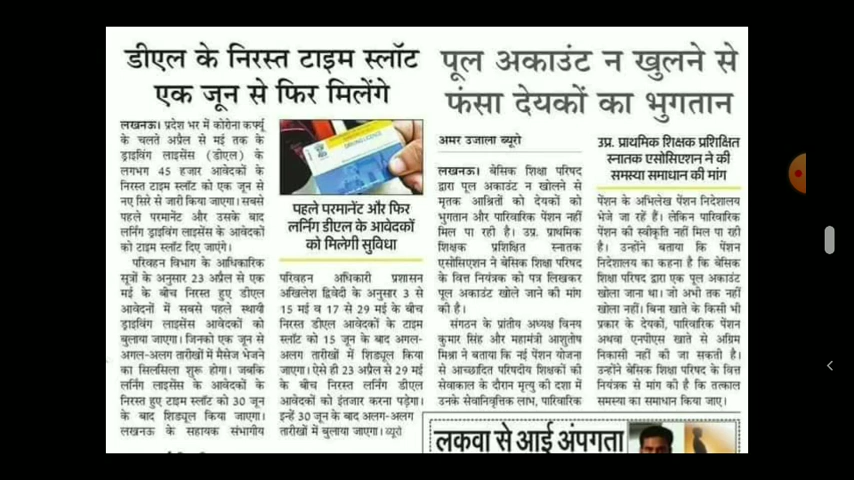 डीएल के निरस्त टाइम स्लॉट
एक जून से फिर मिलेंगे
लखनऊ। प्रदेश भर में कोरोना कर्फ्यू
के चलते अप्रैल से मई तक के
ड्राइविंग लाइसेंस (डीएल) के
लगभग 45 हजार आवेदकों के
निरस्त टाइम स्लॉट को एक जून से
नए सिरे से जारी किया जाएगा। सबसे
पहले परमानेंट और उसके बाद
लर्निंग ड्राइविंग लाइसेंस के आवेदकों
को टाइम स्लॉट दिए जाएंगे।
परिवहन विभाग के आधिकारिक
सूत्रों के अनुसार 23 अप्रैल से एक
मई के बीच निरस्त हुए डीएल
आवेदनों में सबसे पहले स्थायी
ड्राइविंग लाइसेंस आवेदकों को
बुलाया जाएगा। जिनको एक जून से
अलग-अलग तारीखों में मैसेज भेजने
का सिलसिला शुरू होगा। जबकि
लर्निंग लाइसेंस के आवेदकों के
निरस्त हुए टाइम स्लॉट को 30 जून
के बाद शिड्यूल किया जाएगा।
लखनऊ के सहायक संभागीय
पहले परमानेंट और फिर
लर्निंग डीएल के आवेदकों
को मिलेगी सुविधा
परिवहन अधिकारी प्रशासन
अखिलेश द्विवेदी के अनुसार 3 से
15 मई व 17 से 29 मई के बीच
निरस्त डीएल आवेदकों के टाइम
स्लॉट को 15 जून के बाद अगल-
अलग तारीखों में शिड्यूल किया
जाएगा। ऐसे ही 23 अप्रैल से 29 मई
के बीच निरस्त लर्निंग डीएल
आवेदकों को इंतजार करना पड़ेगा।
इन्हें 30 जून के बाद अलग-अलग
तारीखों में बुलाया जाएगा। ब्यूरो
पूल अकाउंट न खुलने से
फंसा देयकों का भुगतान
अमर उजाला ब्यूरो
लखनऊ। बेसिक शिक्षा परिषद
द्वारा पूल अकाउंट न खोलने से
मृतक आश्रितों को देयकों को
भुगतान और पारिवारिक पेंशन नहीं
मिल पा रही है। उप्र. प्राथमिक
शिक्षक प्रशिक्षित स्नातक
एसोसिएशन ने बेसिक शिक्षा परिषद
के वित्त नियंत्रक को पत्र लिखकर
पूल अकाउंट खोले जाने की मांग
की है।
संगठन के प्रांतीय अध्यक्ष विनय
कुमार सिंह और महामंत्री आशुतोष
मिश्रा ने बताया कि नई पेंशन योजना
से आच्छादित परिषदीय शिक्षकों की
सेवाकाल के दौरान मृत्यु की दशा में
उनके सेवानिवृत्तिक लाभ, पारिवारिक
उप्र. प्राथमिक शिक्षक प्रशिक्षित
स्नातक एसोसिएशन ने की
समस्या समाधान की मांग
पेंशन के अभिलेख पेंशन निदेशालय
भेजे जा रहें हैं। लेकिन पारिवारिक
पेंशन की स्वीकृति नहीं मिल पा रही
है। उन्होंने बताया कि पेंशन
निदेशालय का कहना है कि बेसिक
शिक्षा परिषद द्वारा एक पूल अकाउंट
खोला जाना था। जो अभी तक नहीं
खोला नहीं। बिना खाते के किसी भी
प्रकार के देयकों, पारिवारिक पेंशन
अथवा एनपीएस खाते से अग्रिम
निकासी नहीं की जा सकती है।
उन्होंने बेसिक शिक्षा परिषद के वित्त
नियंत्रक से मांग की है कि तत्काल
समस्या का समाधान किया जाए।
लकवा से आई अंपगता